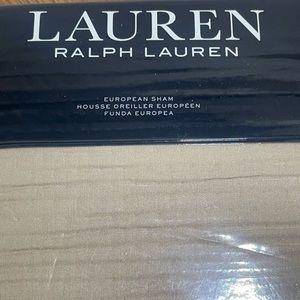 LAUREN
RALPH LAUREN
EUROPEAN SHAM
HOUSSE OREILLER EUROPÉEN
FUNDA EUROPEA